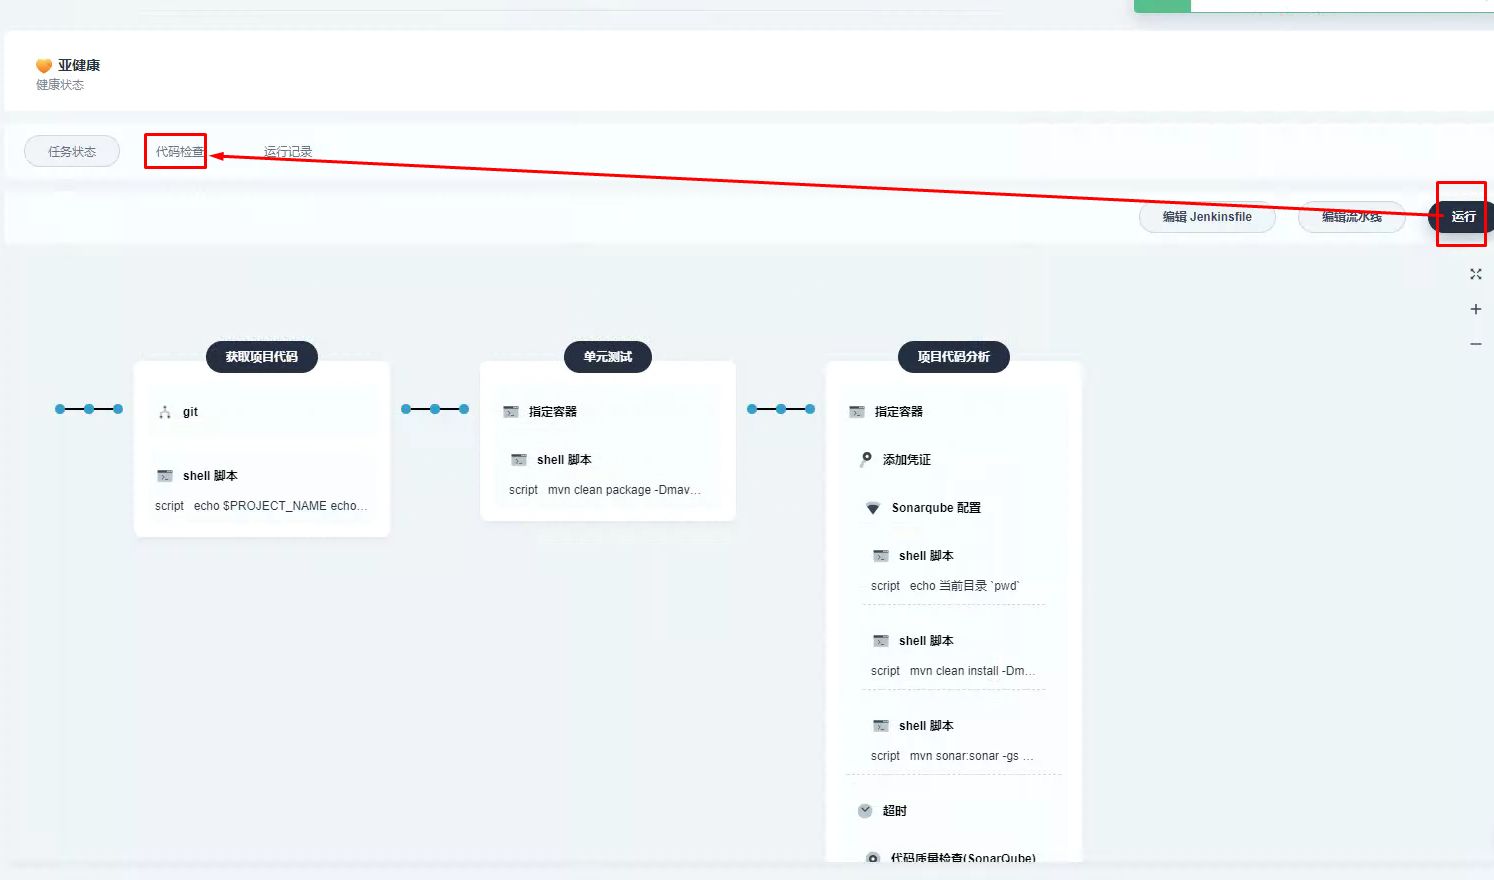 亚健康
健康状态
任务状态
代码检查
运行记录
编辑 Jenkinsfile
编辑流水线
运行
获取项目代码
git
shell 脚本
script echo $PROJECT_NAME echo...
单元测试
指定容器
shell 脚本
script mvn clean package -Dmav...
项目代码分析
指定容器
添加凭证
Sonarqube 配置
shell 脚本
script echo 当前目录 `pwd`
shell 脚本
script mvn clean install -Dm...
shell 脚本
script mvn sonar:sonar -gs ...
超时
代码质量检查(SonarQube)